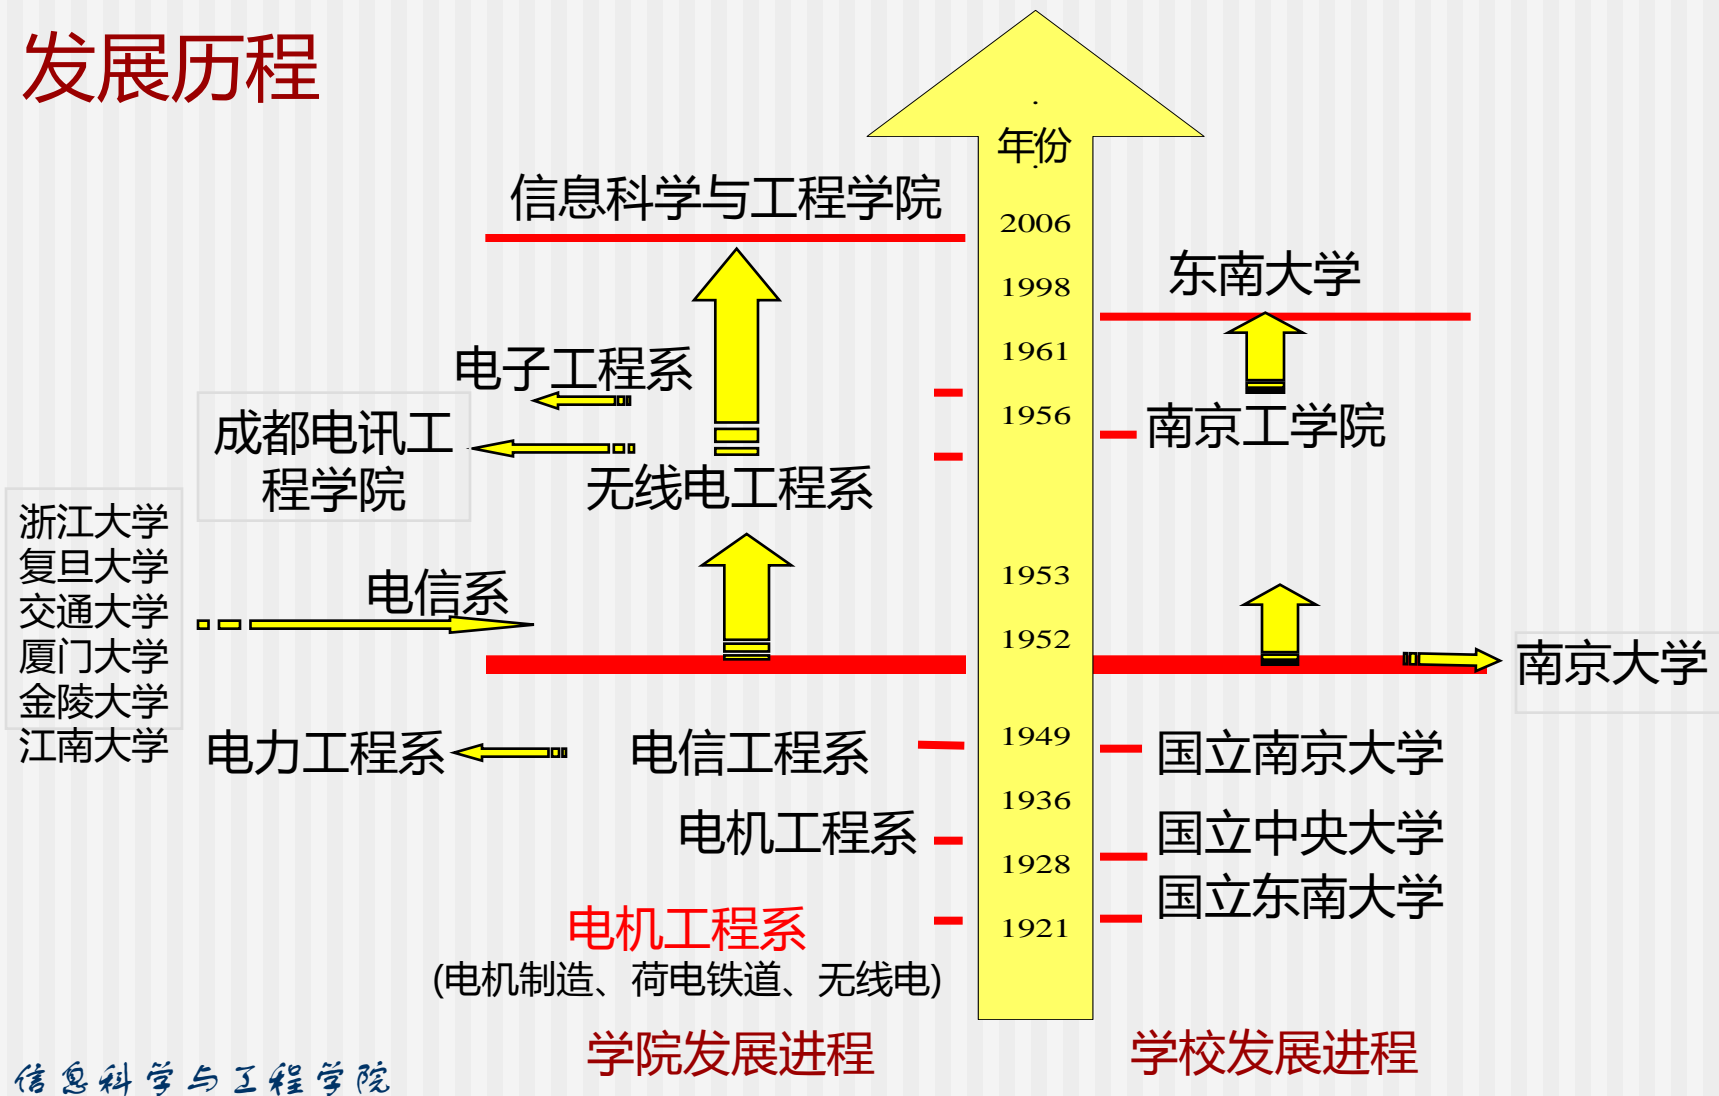 发展历程
年份
信息科学与工程学院
2006
东南大学
1998
电子工程系
1961
成都电讯工
程学院
1956
南京工学院
无线电工程系
浙江大学
复旦大学
交通大学
厦门大学
金陵大学
江南大学
电信系
1953
1952
南京大学
电力工程系
电信工程系
1949
国立南京大学
1936
电机工程系
国立中央大学
1928
国立东南大学
电机工程系
1921
(电机制造、荷电铁道、无线电)
学院发展进程
学校发展进程
信息科学与工程学院